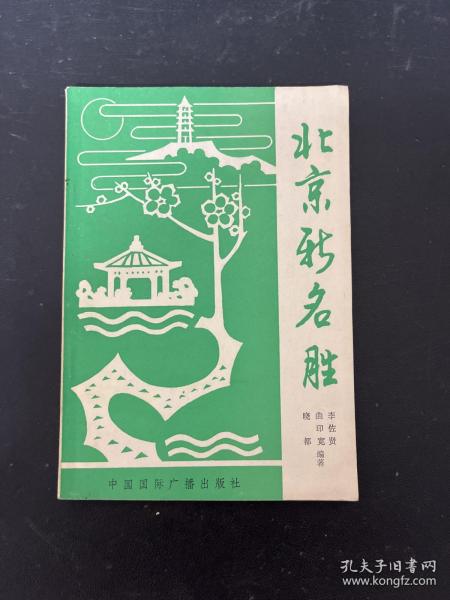 北京新名胜
李佐贤
曲印宽 编著
晓都
中国国际广播出版社
孔夫子旧书网
www.kongfz.com